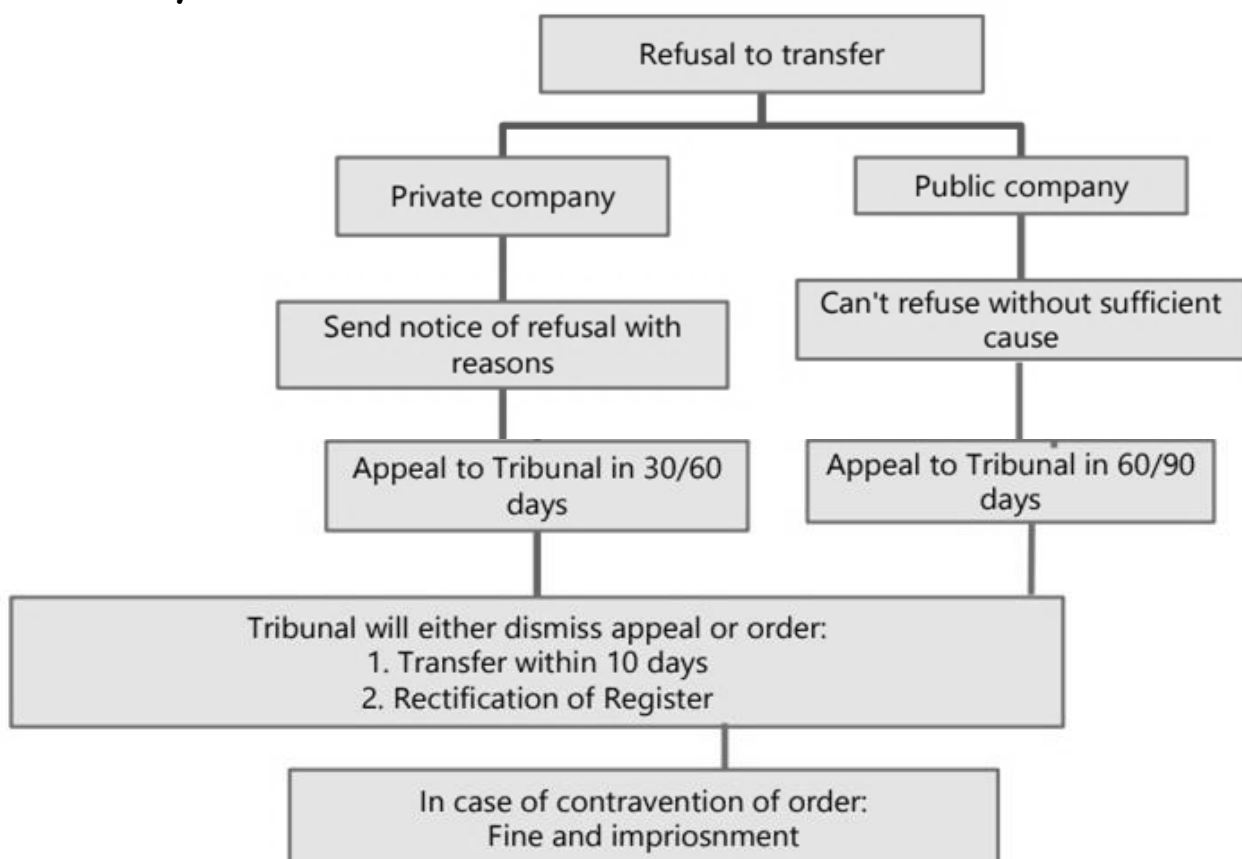 Refusal to transfer
Private company
Public company
Send notice of refusal with
reasons
Can't refuse without sufficient
cause
Appeal to Tribunal in 30/60
days
Appeal to Tribunal in 60/90
days
Tribunal will either dismiss appeal or order:
1. Transfer within 10 days
2. Rectification of Register
In case of contravention of order:
Fine and impriosnment